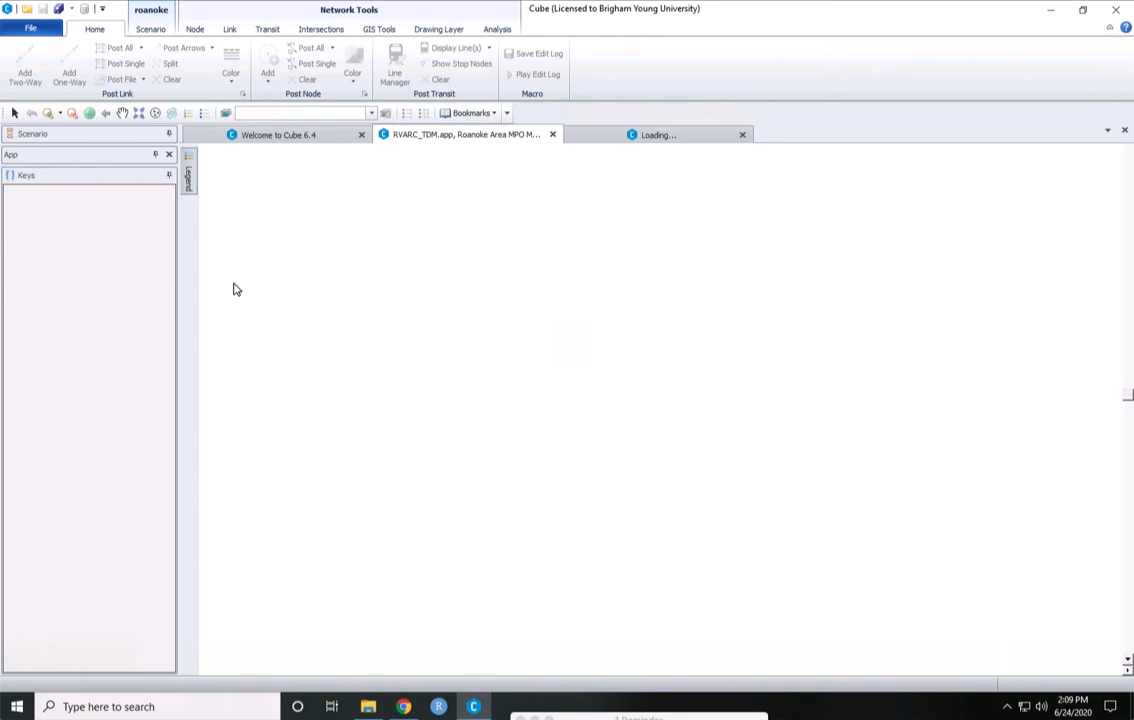 roanoke
Network Tools
Cube (Licensed to Brigham Young University)
File
Home
Scenario
Node
Link
Transit
Intersections
GIS Tools
Drawing Layer
Analysis
Add Two-Way
Add One-Way
Post All
Post Single
Post File
Post Arrows
Split
Clear
Color
Post Link
Add
Post All
Post Single
Clear
Color
Post Node
Line Manager
Display Line(s)
Show Stop Nodes
Clear
Post Transit
Save Edit Log
Play Edit Log
Macro
Bookmarks
Scenario
Welcome to Cube 6.4
RVARC_TDM.app, Roanoke Area MPO M...
Loading...
App
Keys
Legend
Type here to search
2:09 PM
6/24/2020
1 Reminder